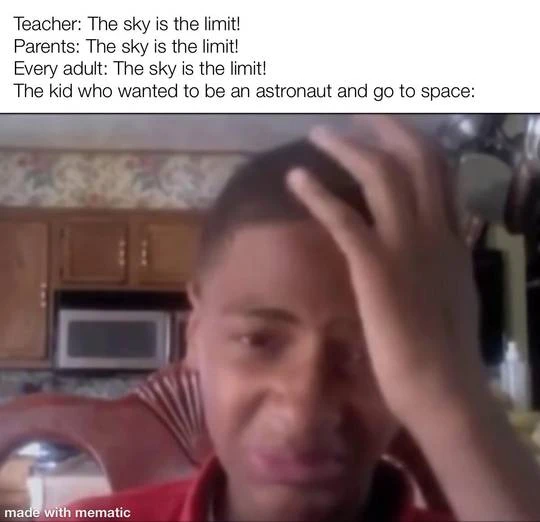 Teacher: The sky is the limit!
Parents: The sky is the limit!
Every adult: The sky is the limit!
The kid who wanted to be an astronaut and go to space:
made with mematic